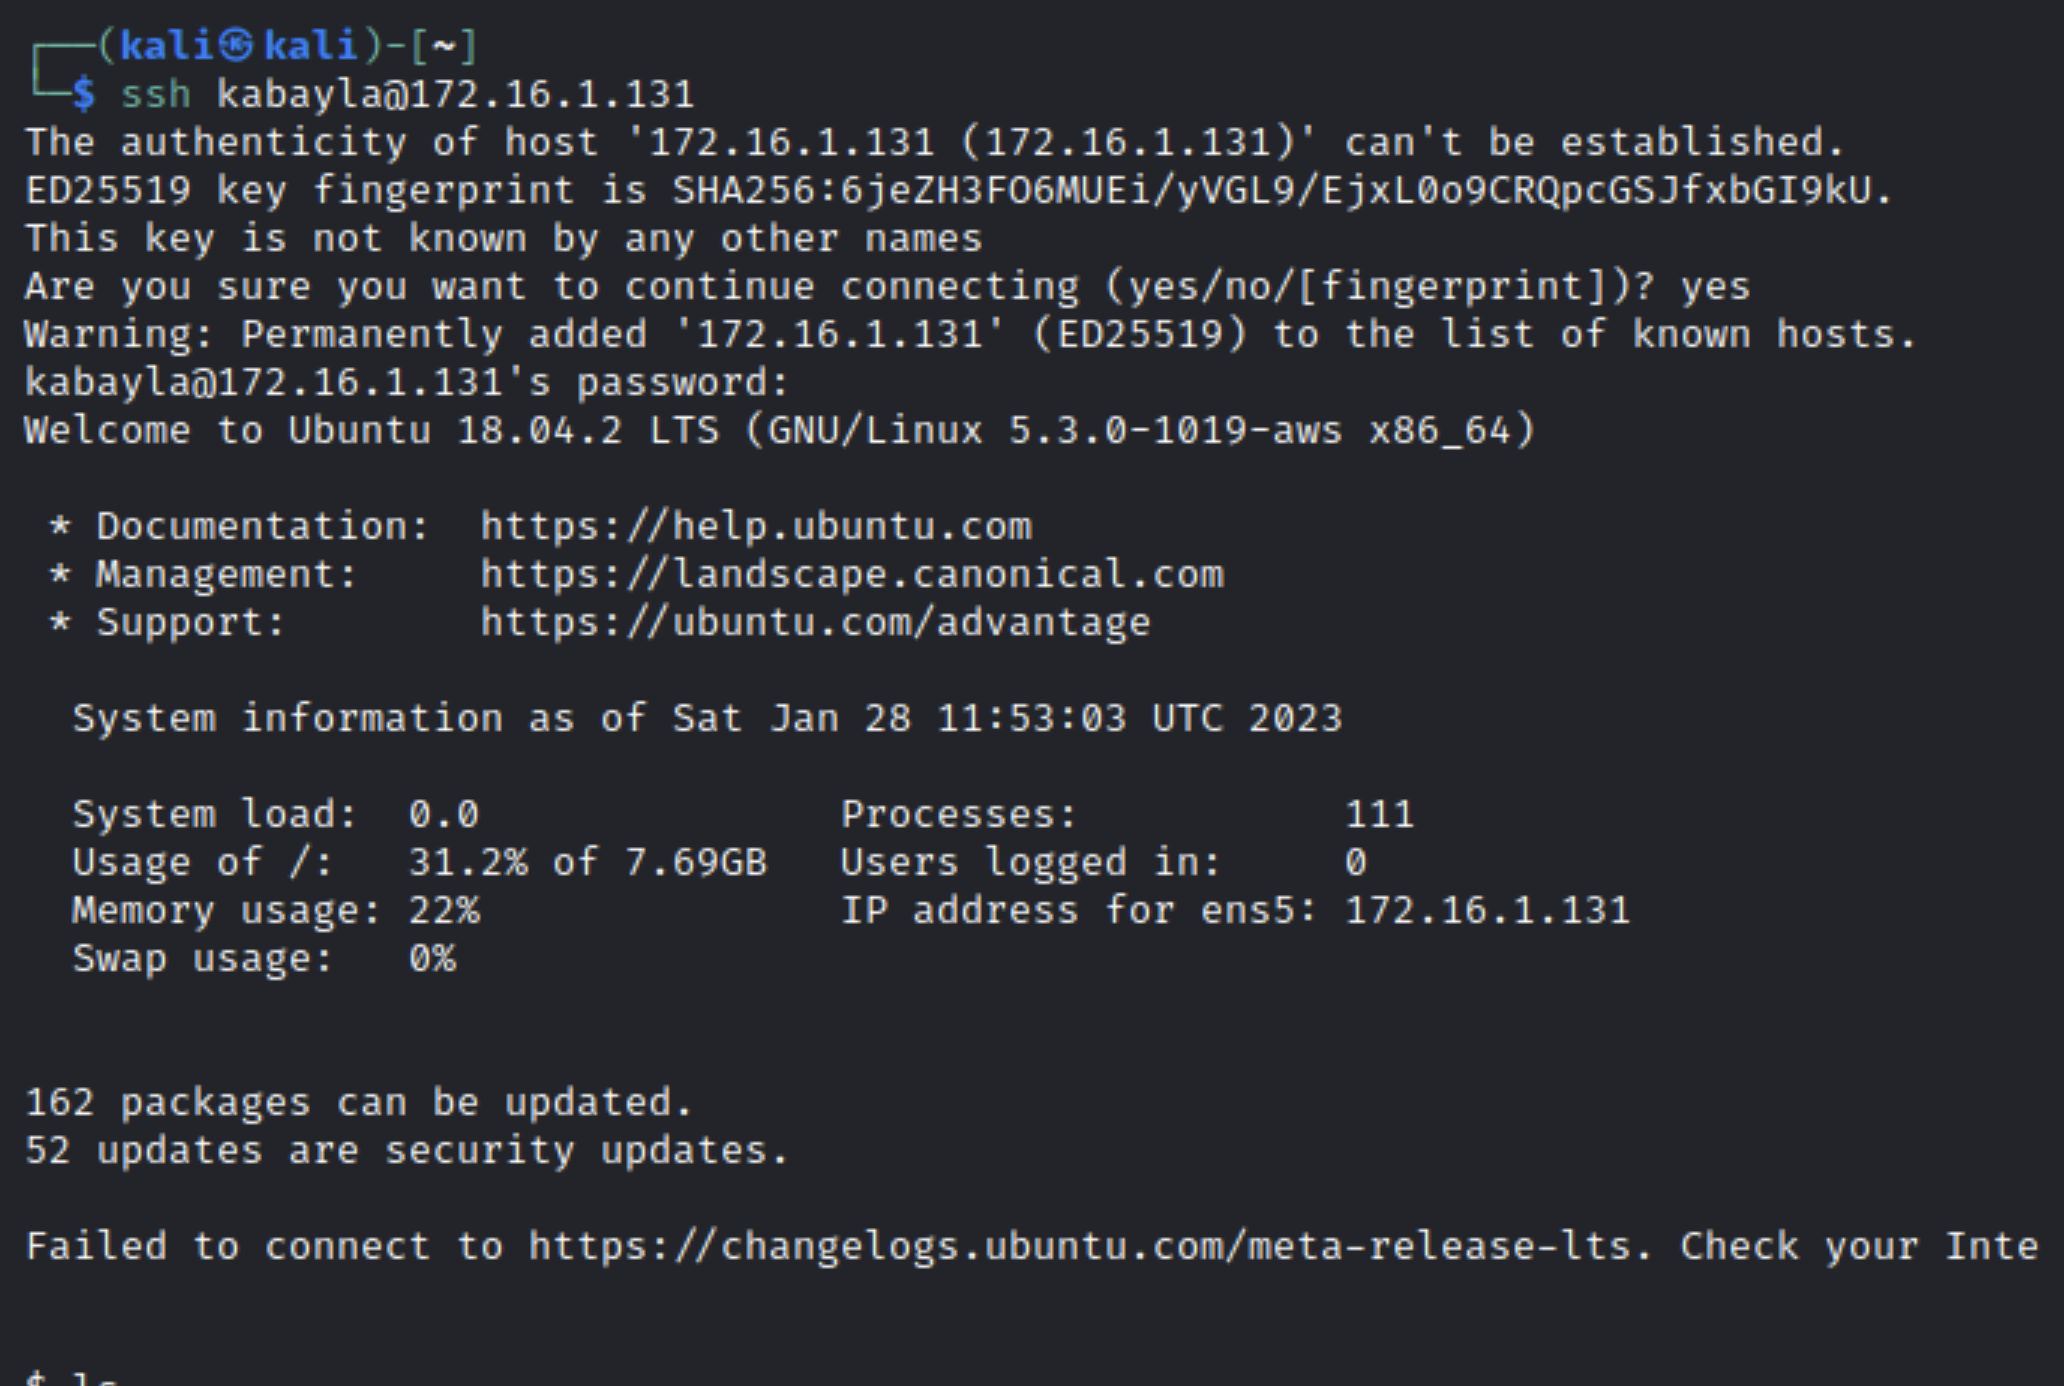 ┌──(kali㉿kali)-[~]
└─$ ssh kabayla@172.16.1.131
The authenticity of host '172.16.1.131 (172.16.1.131)' can't be established.
ED25519 key fingerprint is SHA256:6jeZH3FO6MUEi/yVGL9/EjxL0o9CRQpcGSJfxbGI9kU.
This key is not known by any other names
Are you sure you want to continue connecting (yes/no/[fingerprint])? yes
Warning: Permanently added '172.16.1.131' (ED25519) to the list of known hosts.
kabayla@172.16.1.131's password:
Welcome to Ubuntu 18.04.2 LTS (GNU/Linux 5.3.0-1019-aws x86_64)
* Documentation:  https://help.ubuntu.com
* Management:     https://landscape.canonical.com
* Support:        https://ubuntu.com/advantage
System information as of Sat Jan 28 11:53:03 UTC 2023
System load:  0.0               Processes:           111
Usage of /:   31.2% of 7.69GB   Users logged in:     0
Memory usage: 22%               IP address for ens5: 172.16.1.131
Swap usage:   0%
162 packages can be updated.
52 updates are security updates.
Failed to connect to https://changelogs.ubuntu.com/meta-release-lts. Check your Inte
$ ls